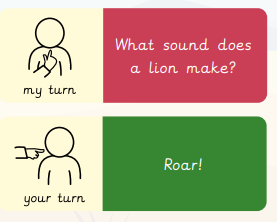 What sound does
a lion make?
my turn
Roar!
your turn